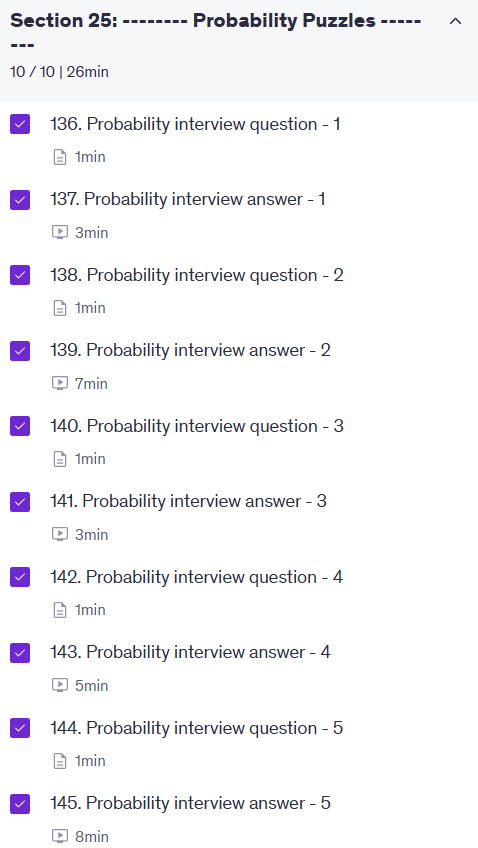 Section 25: -------- Probability Puzzles -----
---
10 / 10 | 26min
136. Probability interview question - 1
1min
137. Probability interview answer - 1
3min
138. Probability interview question - 2
1min
139. Probability interview answer - 2
7min
140. Probability interview question - 3
1min
141. Probability interview answer - 3
3min
142. Probability interview question - 4
1min
143. Probability interview answer - 4
5min
144. Probability interview question - 5
1min
145. Probability interview answer - 5
8min